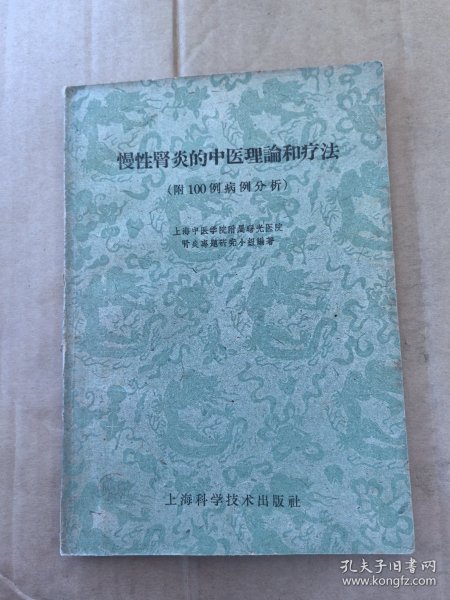 慢性腎炎的中医理論和疗法
(附100例病例分析)
上海中医学院附屬曙光医院
腎炎專題研究小組編著
上海科学技术出版社
孔夫子旧书网
www.kongfz.com